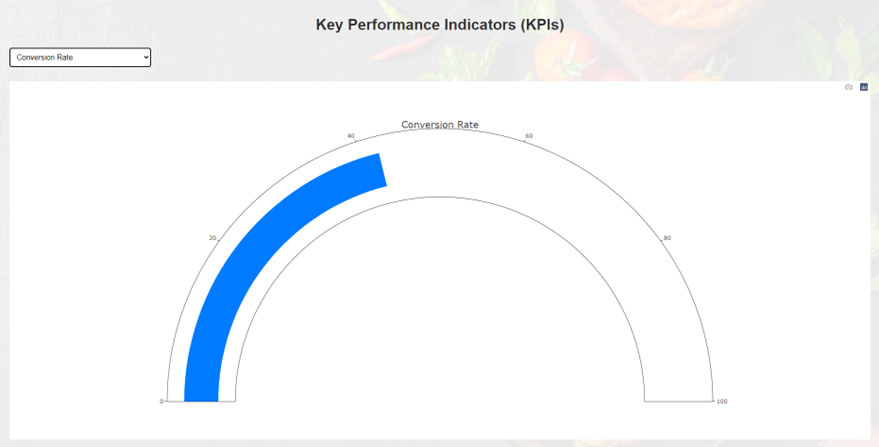 Key Performance Indicators (KPIs)
Conversion Rate
Conversion Rate
40
60
20
80
0
100